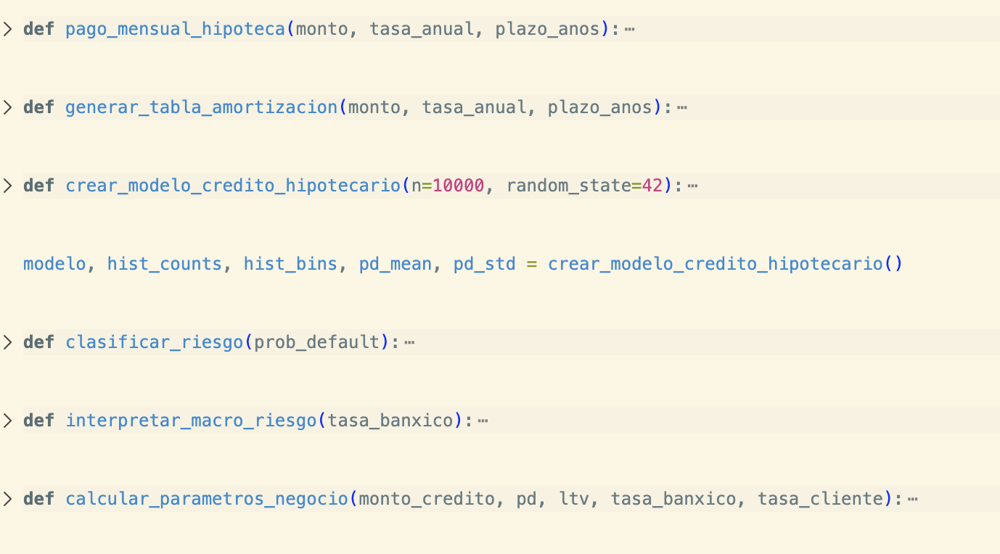 def pago_mensual_hipoteca(monto, tasa_anual, plazo_anos):⋯
def generar_tabla_amortizacion(monto, tasa_anual, plazo_anos):⋯
def crear_modelo_credito_hipotecario(n=10000, random_state=42):⋯
modelo, hist_counts, hist_bins, pd_mean, pd_std = crear_modelo_credito_hipotecario()
def clasificar_riesgo(prob_default):⋯
def interpretar_macro_riesgo(tasa_banxico):⋯
def calcular_parametros_negocio(monto_credito, pd, ltv, tasa_banxico, tasa_cliente):⋯